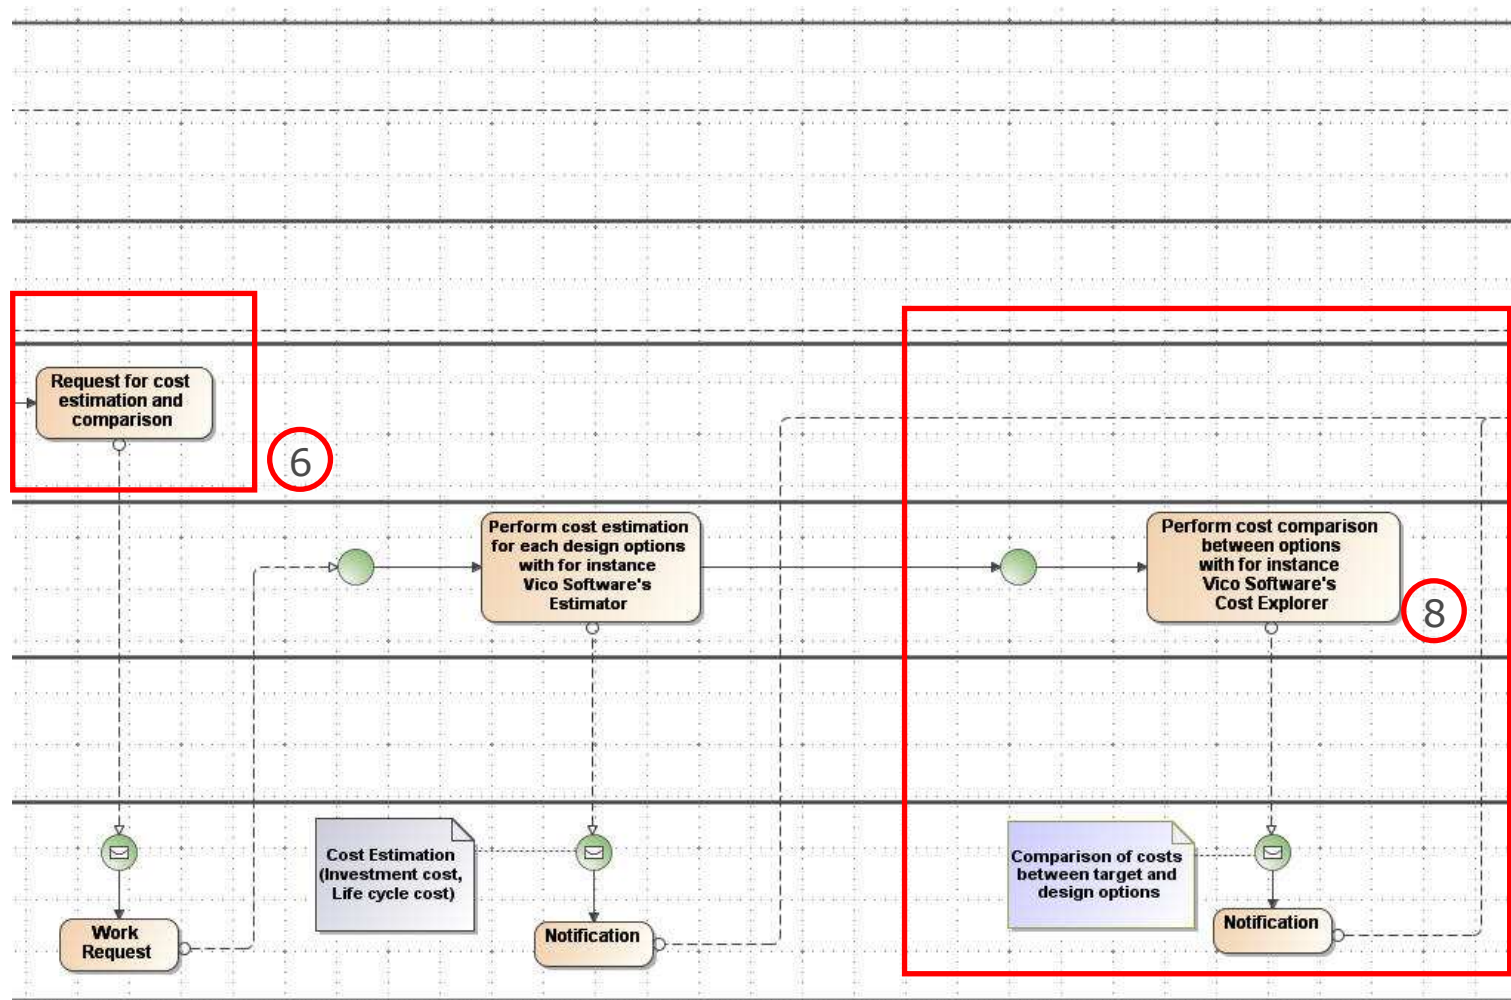 Request for cost
estimation and
comparison
6
Perform cost estimation
for each design options
with for instance
Vico Software's
Estimator
Perform cost comparison
between options
with for instance
Vico Software's
Cost Explorer
8
Cost Estimation
(Investment cost,
Life cycle cost)
Comparison of costs
between target and
design options
Work
Request
Notification
Notification